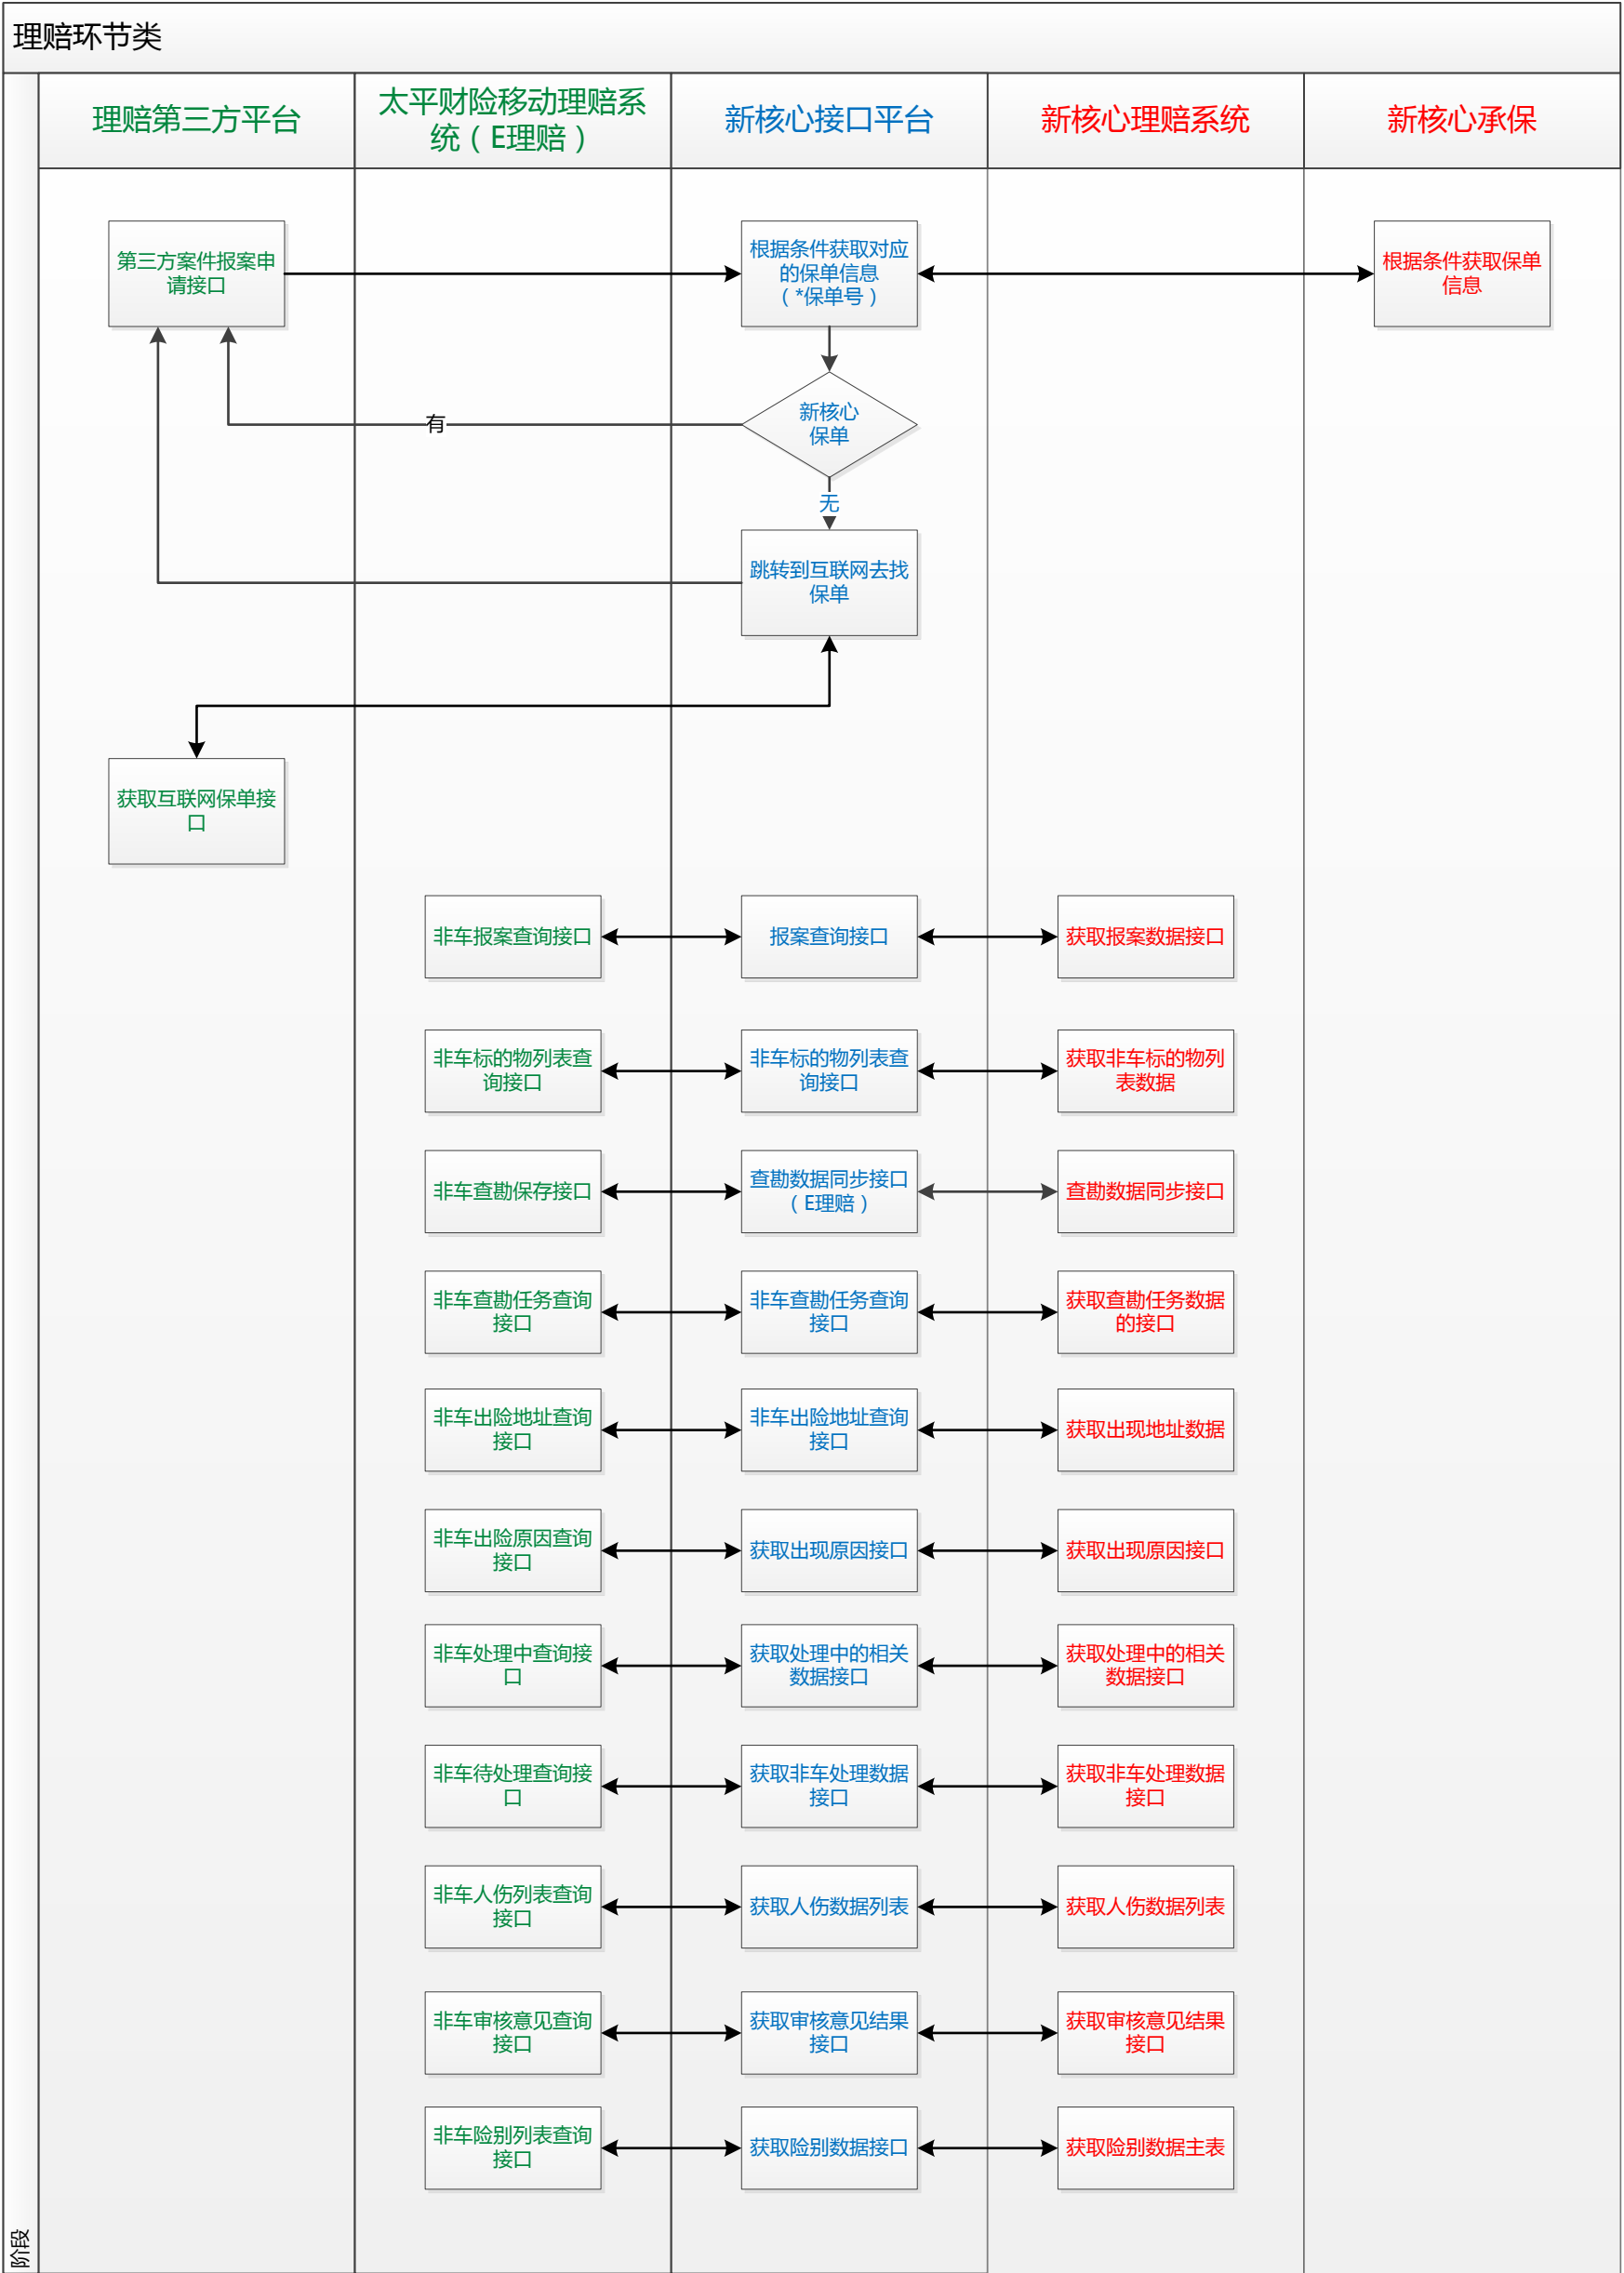 理赔环节类
理赔第三方平台
太平财险移动理赔系
统（E理赔）
新核心接口平台
新核心理赔系统
新核心承保
第三方案件报案申
请接口
根据条件获取对应
的保单信息
（*保单号）
根据条件获取保单
信息
新核心
保单
有
无
跳转到互联网去找
保单
获取互联网保单接
口
非车报案查询接口
报案查询接口
获取报案数据接口
非车标的物列表查
询接口
非车标的物列表查
询接口
获取非车标的物列
表数据
非车查勘保存接口
查勘数据同步接口
（E理赔）
查勘数据同步接口
非车查勘任务查询
接口
非车查勘任务查询
接口
获取查勘任务数据
的接口
非车出险地址查询
接口
非车出险地址查询
接口
获取出现地址数据
非车出险原因查询
接口
获取出现原因接口
获取出现原因接口
非车处理中查询接
口
获取处理中的相关
数据接口
获取处理中的相关
数据接口
非车待处理查询接
口
获取非车处理数据
接口
获取非车处理数据
接口
非车人伤列表查询
接口
获取人伤数据列表
获取人伤数据列表
非车审核意见查询
接口
获取审核意见结果
接口
获取审核意见结果
接口
非车险别列表查询
接口
获取险别数据接口
获取险别数据主表
阶段